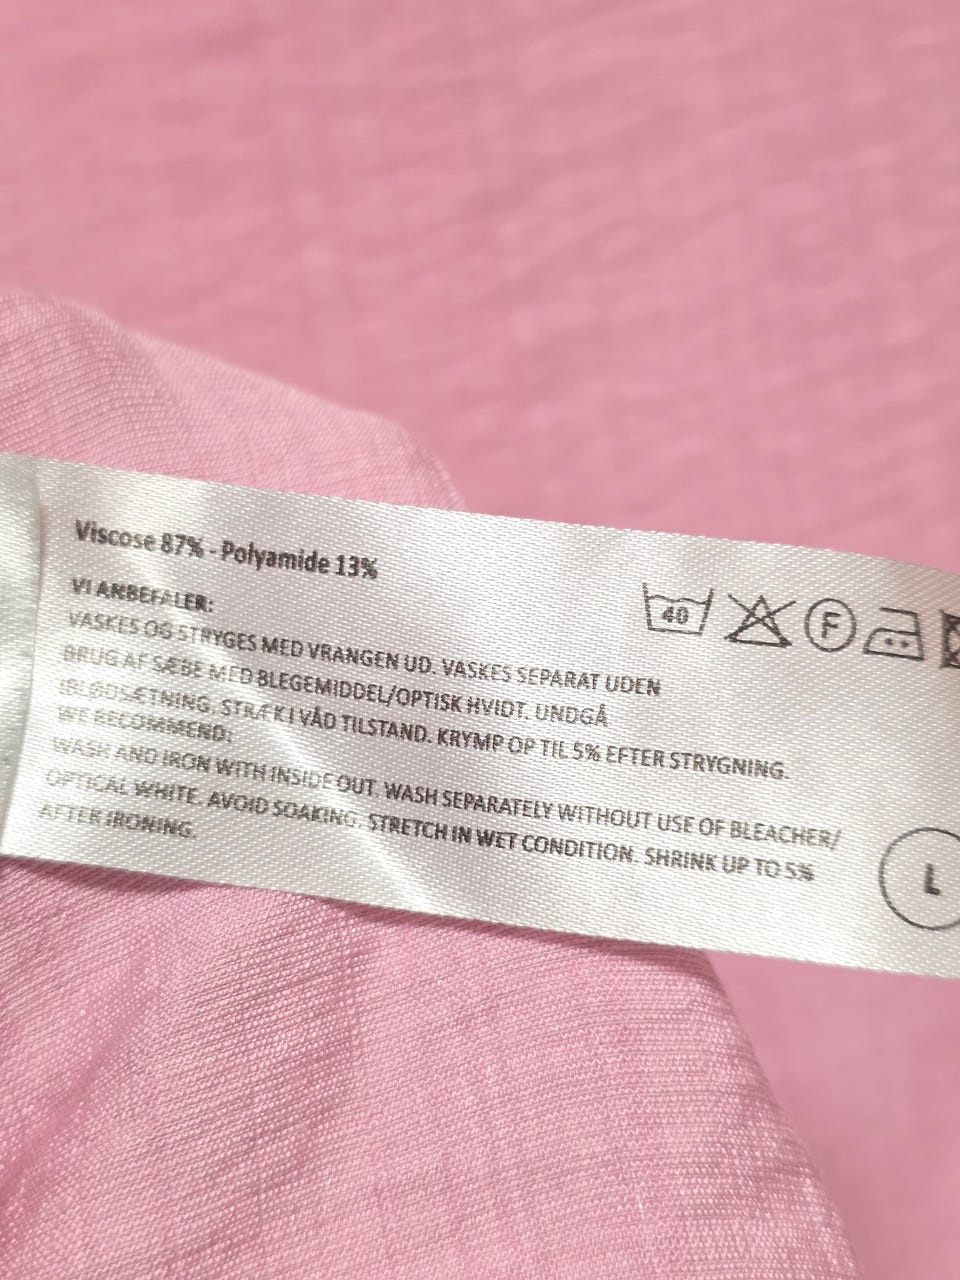 Viscose 87% - Polyamide 13%
40
F
VI ANBEFALER:
VASKES OG STRYGES MED VRANGEN UD. VASKES SEPARAT UDEN
BRUG AF SÆBE MED BLEGEMIDDEL/OPTISK HVIDT. UNDGÅ
IBLØDSÆTNING. STRÆK I VÅD TILSTAND. KRYMP OP TIL 5% EFTER STRYGNING.
WE RECOMMEND:
WASH AND IRON WITH INSIDE OUT. WASH SEPARATELY WITHOUT USE OF BLEACHER/
OPTICAL WHITE. AVOID SOAKING. STRETCH IN WET CONDITION. SHRINK UP TO 5%
AFTER IRONING.
L